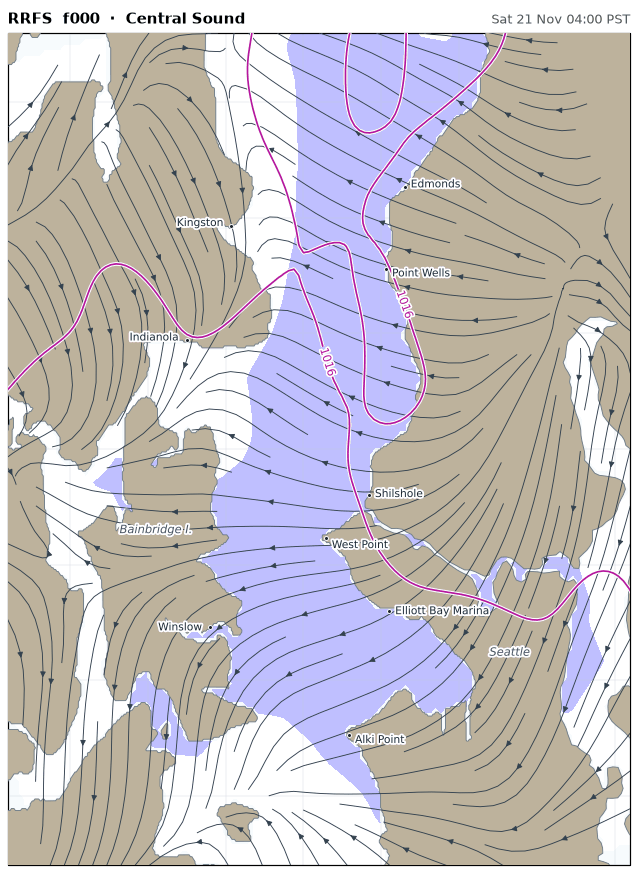 RRFS f000 · Central Sound
Sat 21 Nov 04:00 PST
Edmonds
Kingston
Point Wells
1016
Indianola
1016
Shilshole
Bainbridge I.
West Point
Elliott Bay Marina
Winslow
Seattle
Alki Point